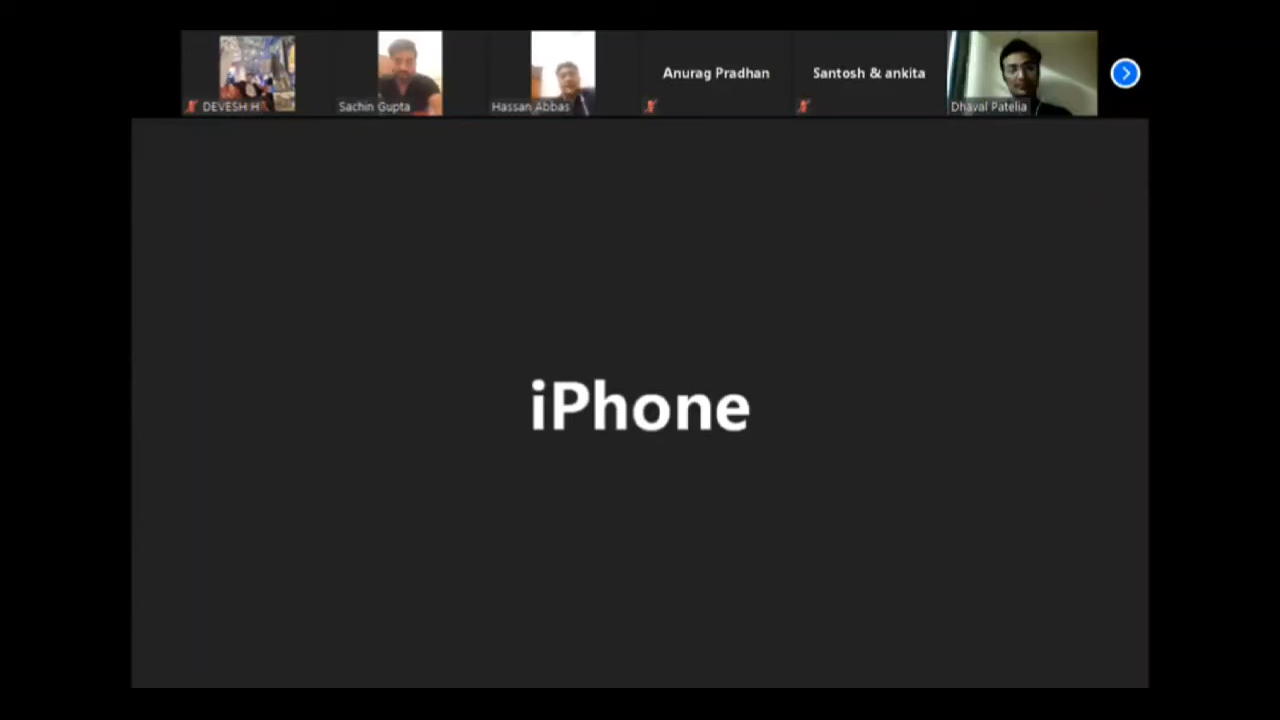 DEVESH H
Sachin Gupta
Hassan Abbas
Anurag Pradhan
Santosh & ankita
Dhaval Patelia
iPhone